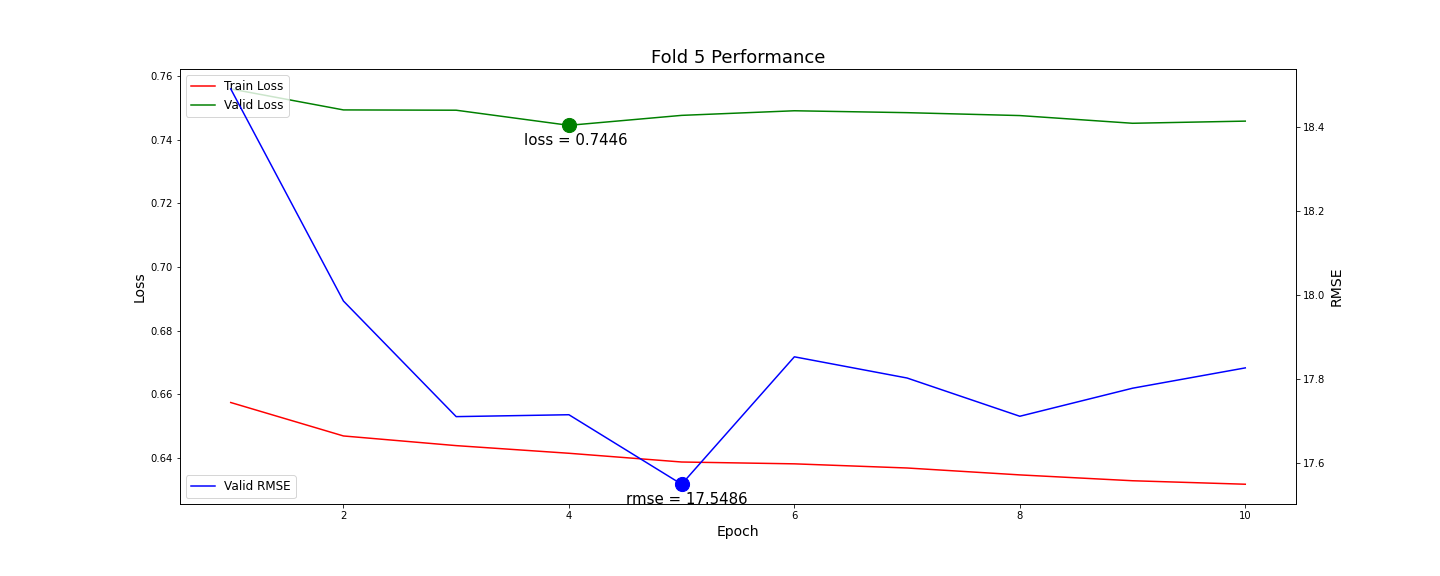 Fold 5 Performance
0.76
0.74
0.72
0.70
0.68
0.66
0.64
Loss
Train Loss
Valid Loss
loss = 0.7446
Valid RMSE
rmse = 17.5486
18.4
18.2
18.0
17.8
17.6
RMSE
2
4
6
8
10
Epoch